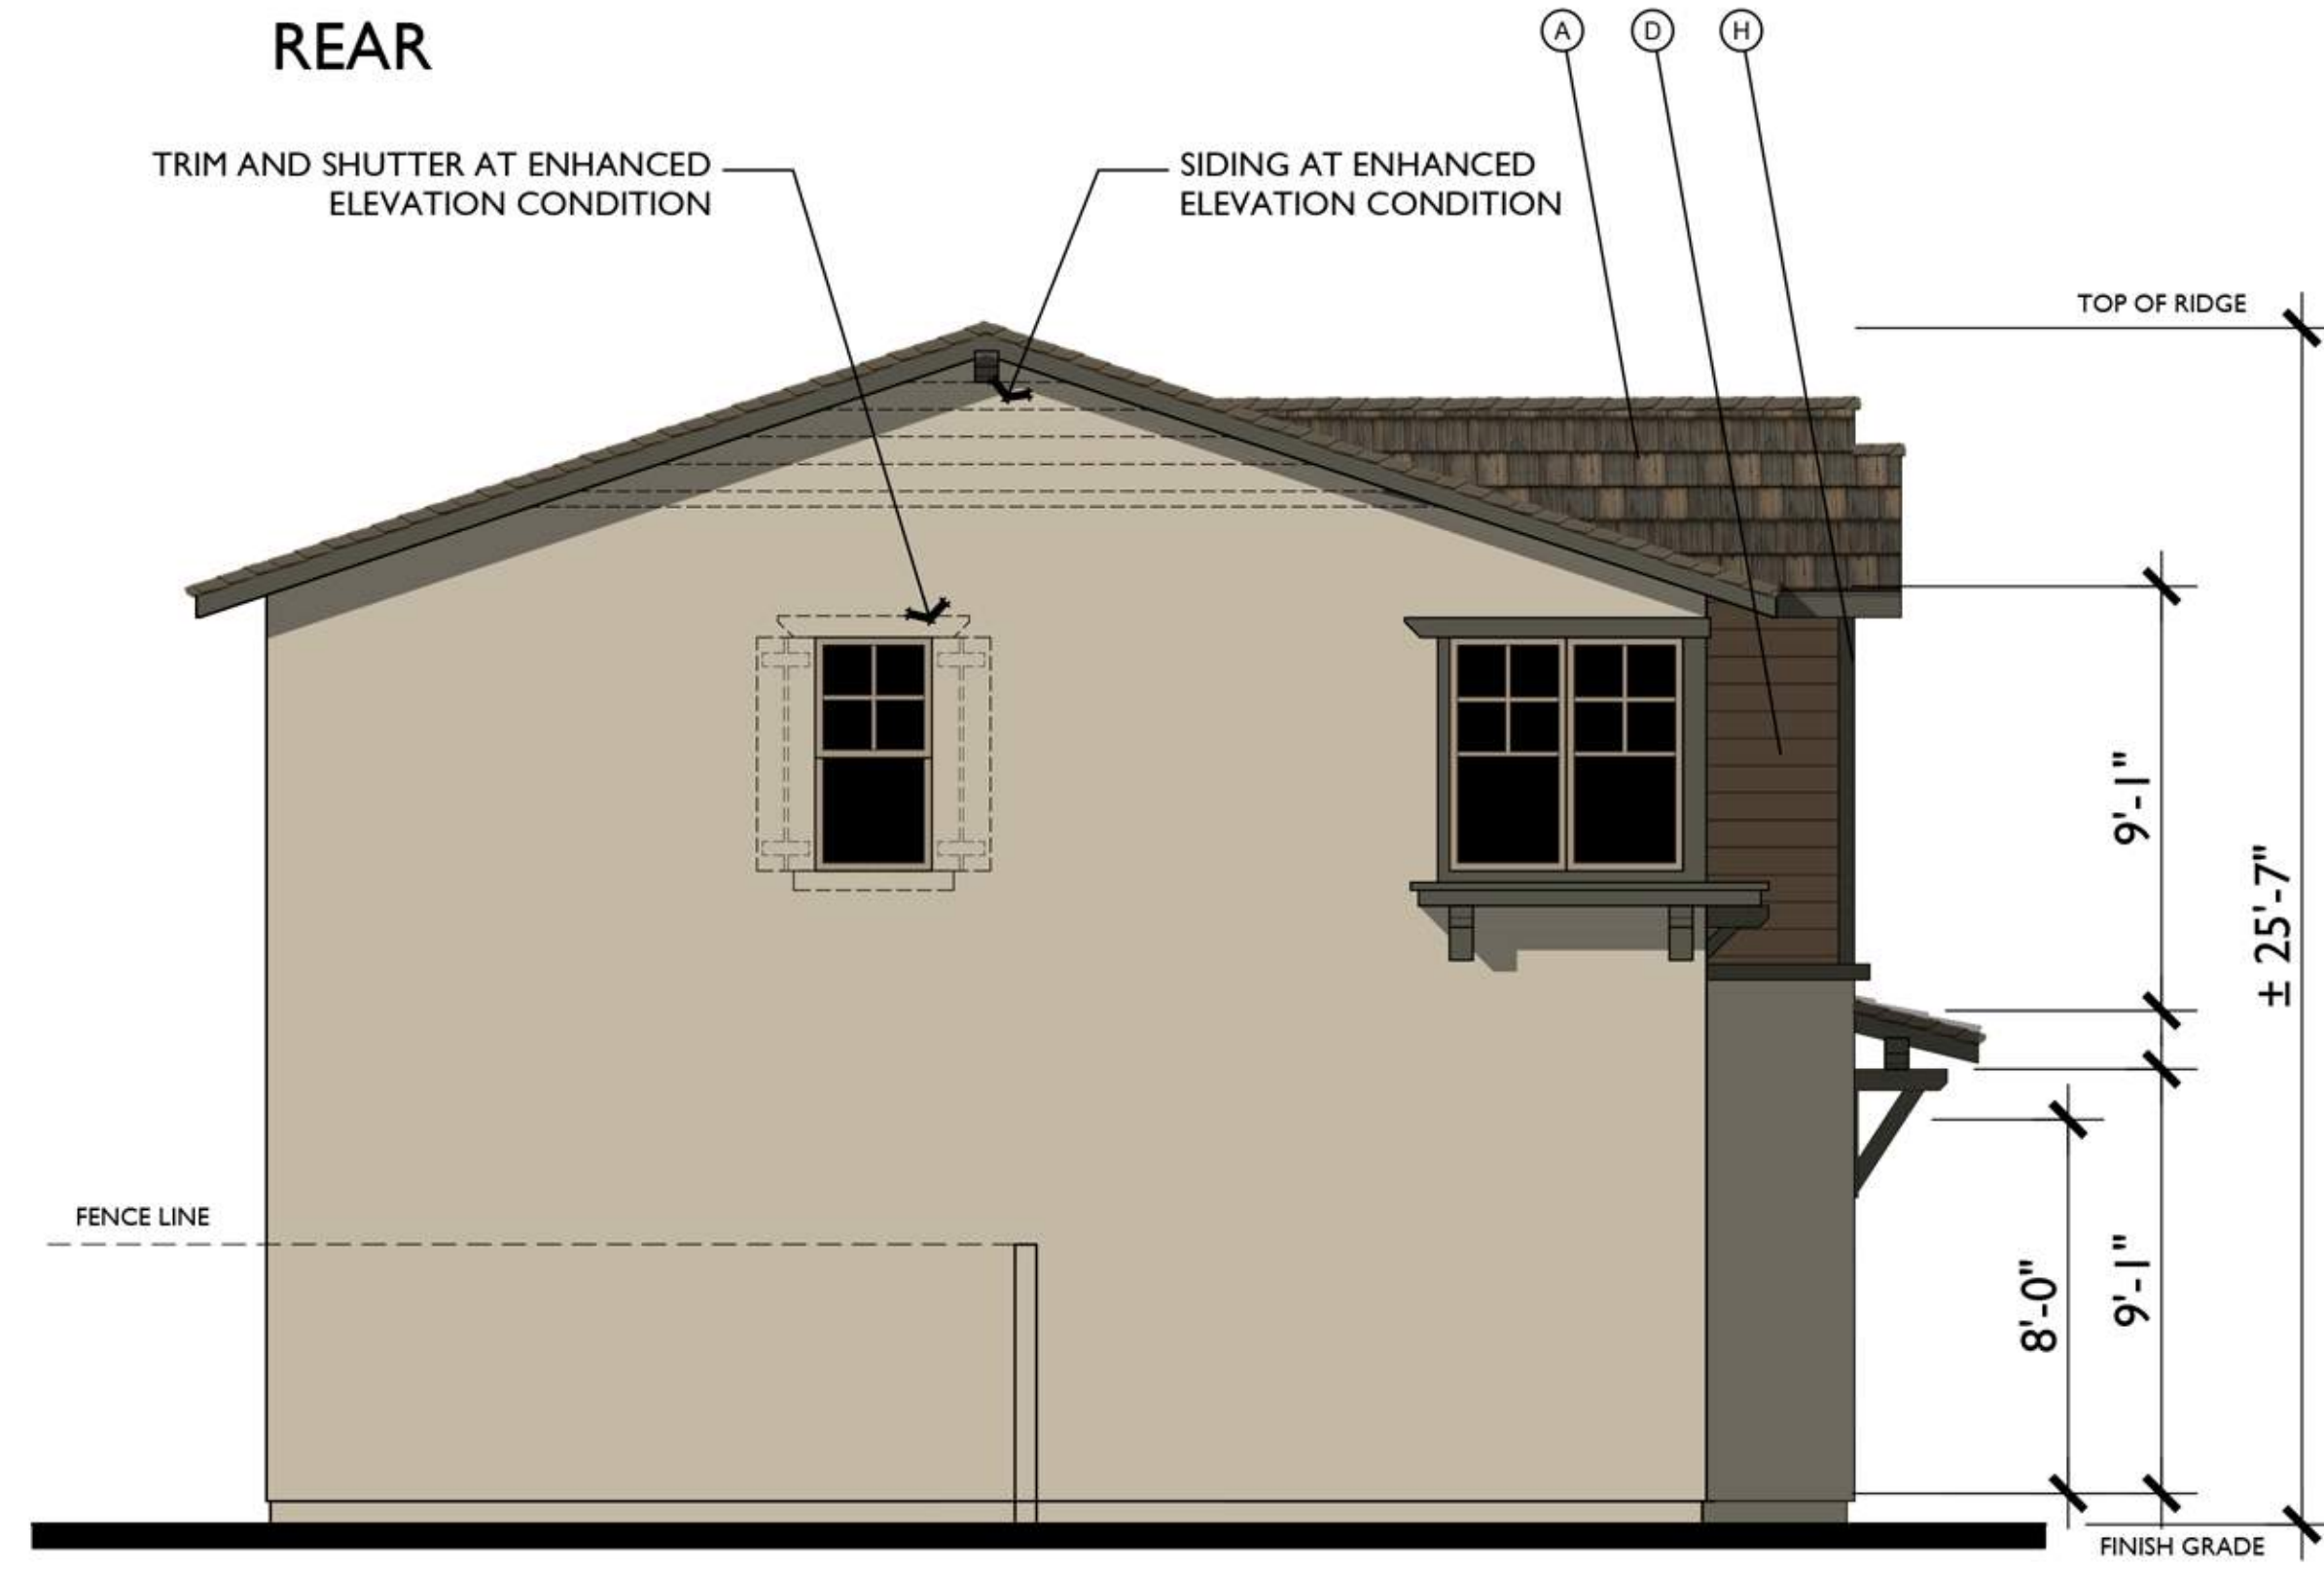 REAR
A
D
H
TRIM AND SHUTTER AT ENHANCED
ELEVATION CONDITION
SIDING AT ENHANCED
ELEVATION CONDITION
TOP OF RIDGE
9'-1"
± 25'-7"
FENCE LINE
8'-0"
9'-1"
FINISH GRADE